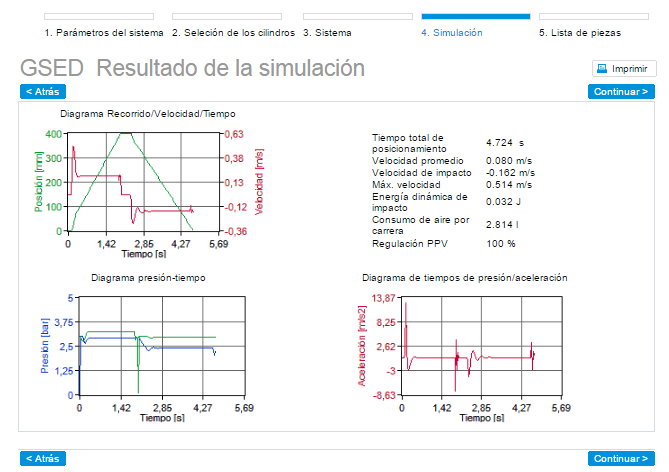 1. Parámetros del sistema 2. Seleción de los cilindros 3. Sistema 4. Simulación 5. Lista de piezas
GSED Resultado de la simulación
Imprimir
< Atrás Continuar >
Diagrama Recorrido/Velocidad/Tiempo
400 300 200 100 0
Posición [mm]
0,63 0,38 0,13 -0,12 -0,36
Velocidad [m/s]
0 1,42 2,85 4,27 5,69
Tiempo [s]
Tiempo total de
posicionamiento 4.724 s
Velocidad promedio 0.080 m/s
Velocidad de impacto -0.162 m/s
Máx. velocidad 0.514 m/s
Energía dinámica de
impacto 0.032 J
Consumo de aire por
carrera 2.814 l
Regulación PPV 100 %
Diagrama presión-tiempo
5 3,75 2,5 1,25 0
Presión [bar]
0 1,42 2,85 4,27 5,69
Tiempo [s]
Diagrama de tiempos de presión/aceleración
13,87 8,25 2,62 -3 -8,63
Aceleración [m/s2]
0 1,42 2,85 4,27 5,69
Tiempo [s]
< Atrás Continuar >